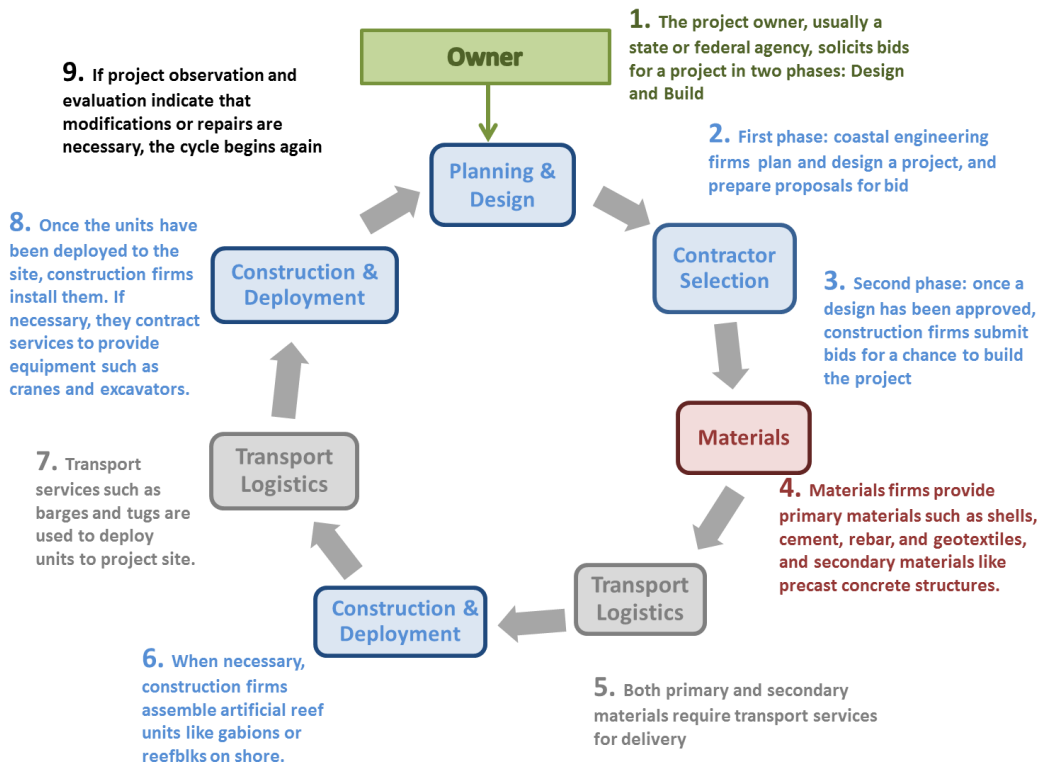 Owner
1. The project owner, usually a
state or federal agency, solicits bids
for a project in two phases: Design
and Build
Planning &
Design
2. First phase: coastal engineering
firms plan and design a project, and
prepare proposals for bid
Contractor
Selection
3. Second phase: once a
design has been approved,
construction firms submit
bids for a chance to build
the project
Materials
4. Materials firms provide
primary materials such as shells,
cement, rebar, and geotextiles,
and secondary materials like
precast concrete structures.
Transport
Logistics
5. Both primary and secondary
materials require transport services
for delivery
Construction &
Deployment
6. When necessary,
construction firms
assemble artificial reef
units like gabions or
reefblks on shore.
Transport
Logistics
7. Transport
services such as
barges and tugs are
used to deploy
units to project site.
Construction &
Deployment
8. Once the units have
been deployed to the
site, construction firms
install them. If
necessary, they contract
services to provide
equipment such as
cranes and excavators.
9. If project observation and
evaluation indicate that
modifications or repairs are
necessary, the cycle begins again